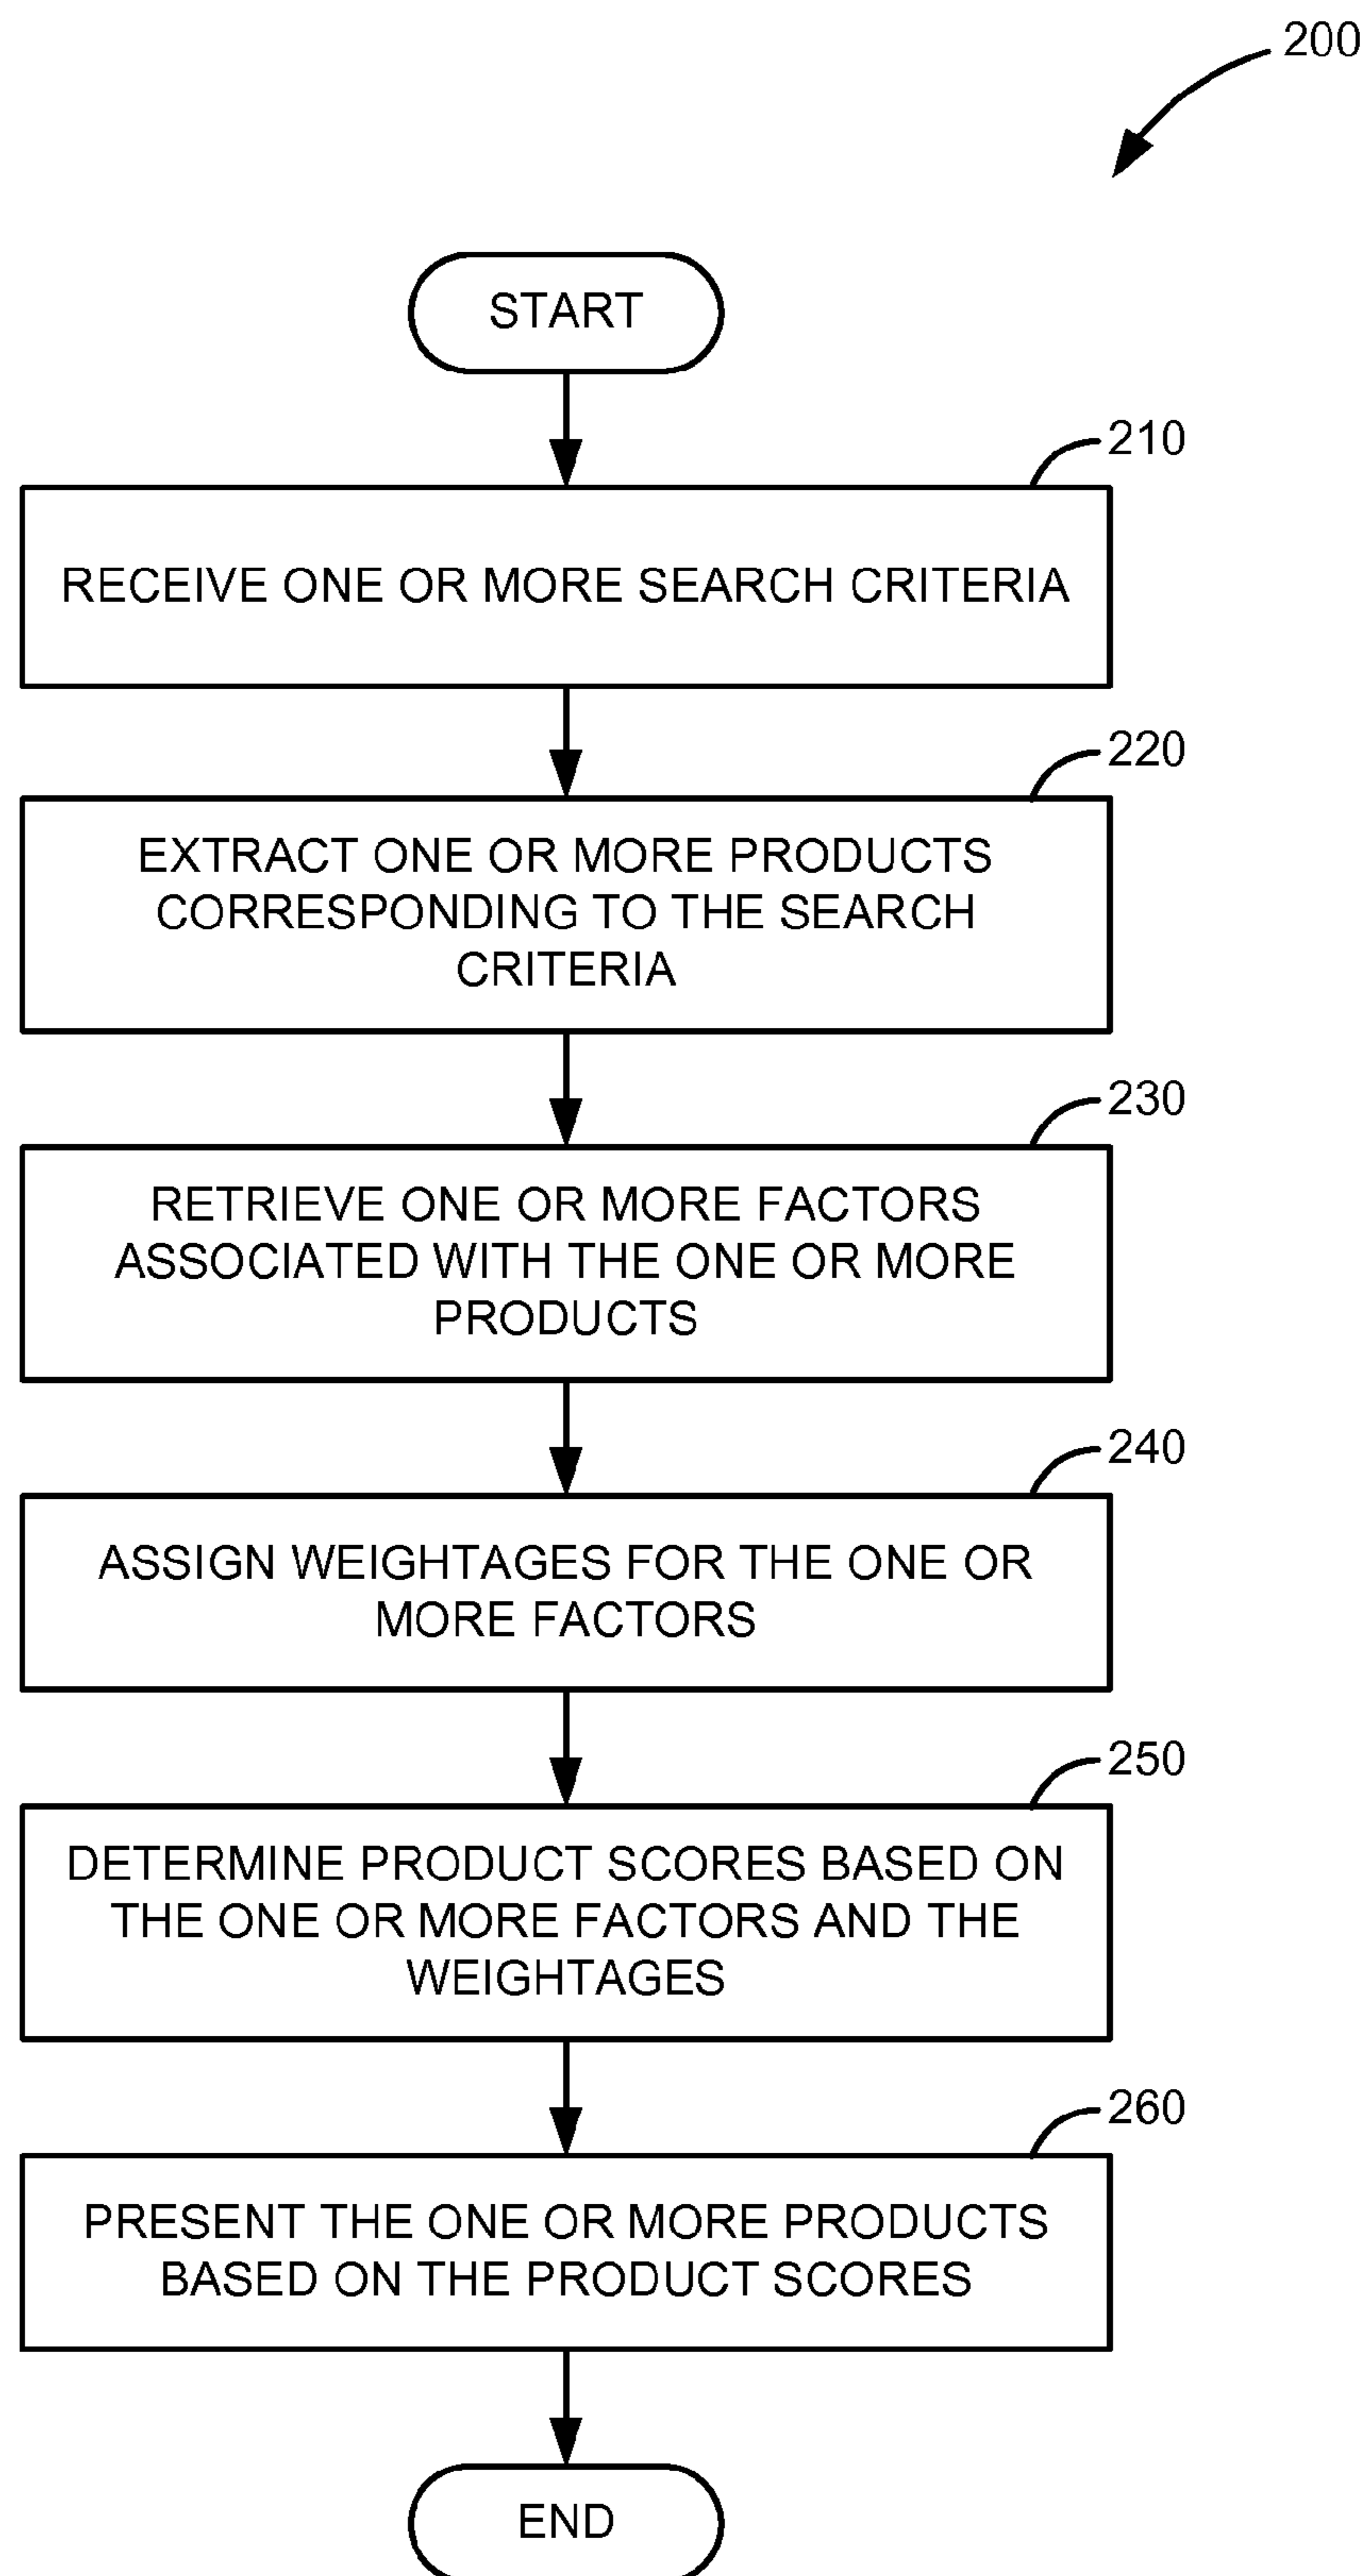 200
START
210
RECEIVE ONE OR MORE SEARCH CRITERIA
220
EXTRACT ONE OR MORE PRODUCTS
CORRESPONDING TO THE SEARCH
CRITERIA
230
RETRIEVE ONE OR MORE FACTORS
ASSOCIATED WITH THE ONE OR MORE
PRODUCTS
240
ASSIGN WEIGHTAGES FOR THE ONE OR
MORE FACTORS
250
DETERMINE PRODUCT SCORES BASED ON
THE ONE OR MORE FACTORS AND THE
WEIGHTAGES
260
PRESENT THE ONE OR MORE PRODUCTS
BASED ON THE PRODUCT SCORES
END